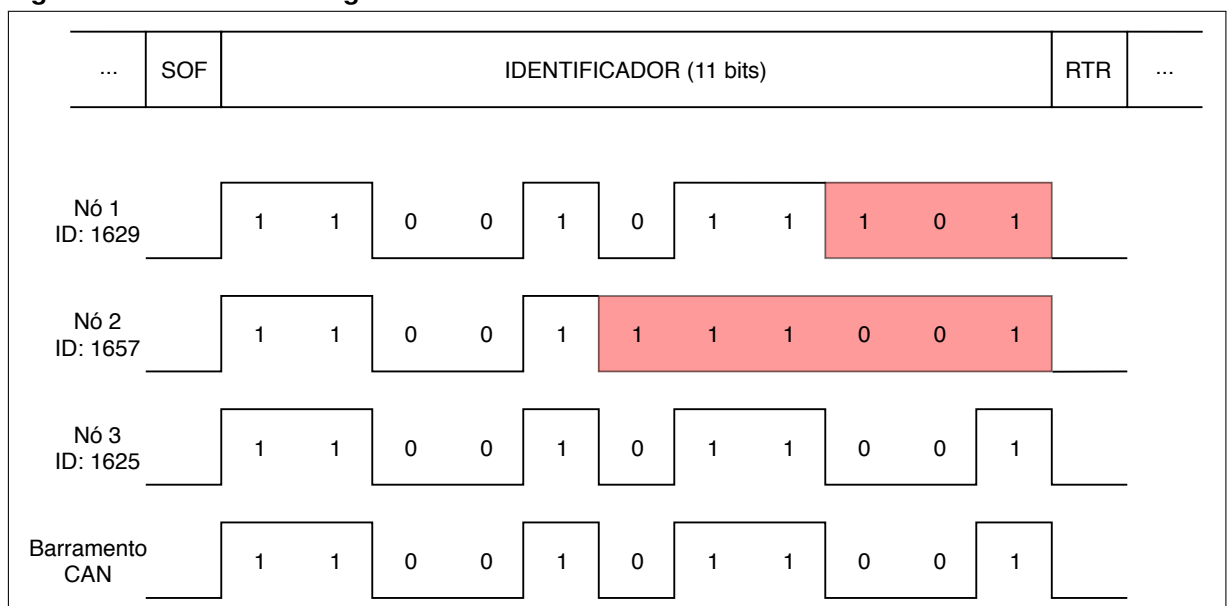 ... SOF IDENTIFICADOR (11 bits) RTR ...
Nó 1
ID: 1629
1 1 0 0 1 0 1 1 1 0 1
Nó 2
ID: 1657
1 1 0 0 1 1 1 1 0 0 1
Nó 3
ID: 1625
1 1 0 0 1 0 1 1 0 0 1
Barramento
CAN
1 1 0 0 1 0 1 1 0 0 1